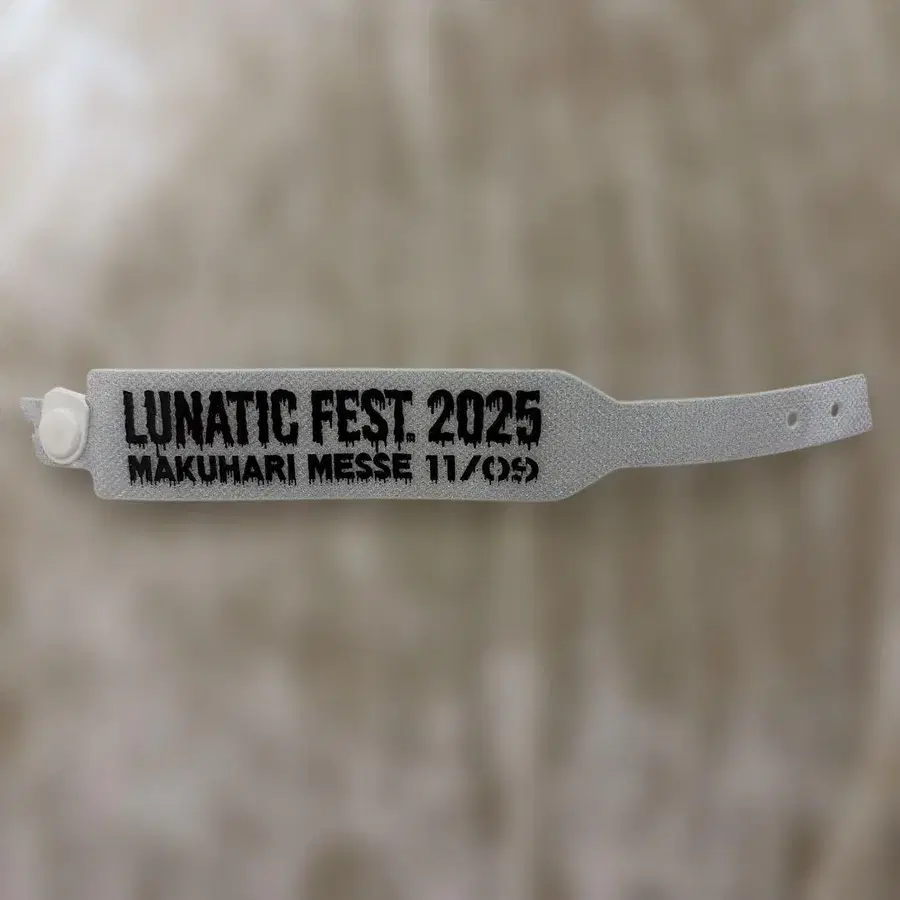 LUNATIC FEST. 2025
MAKUHARI MESSE 11/09